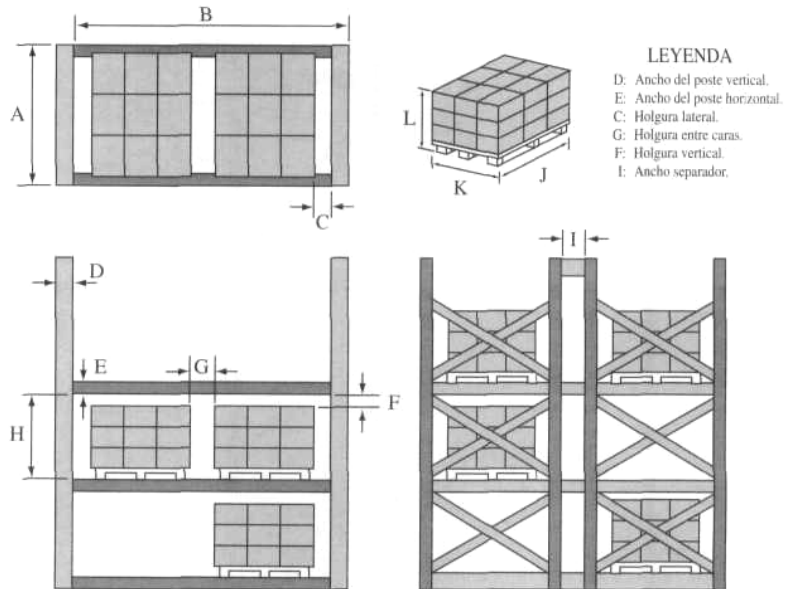 B
A
C
L
K
J
LEYENDA
D: Ancho del poste vertical.
E: Ancho del poste horizontal.
C: Holgura lateral.
G: Holgura entre caras.
F: Holgura vertical.
I: Ancho separador.
D
E
G
F
H
I